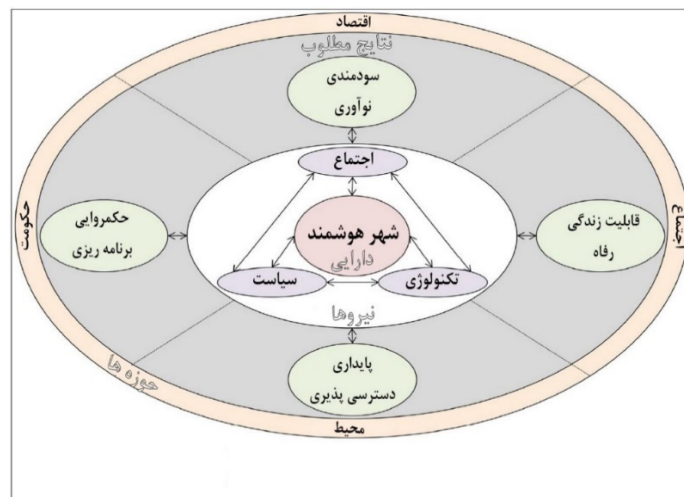 اقتصاد
نتایج مطلوب
سودمندی
نوآوری
اجتماع
حکومت
حکمروایی
برنامه ریزی
شهر هوشمند
دارایی
قابلیت زندگی
رفاه
اجتماع
سیاست
تکنولوژی
نیروها
پایداری
دسترسی پذیری
حوزه ها
محیط